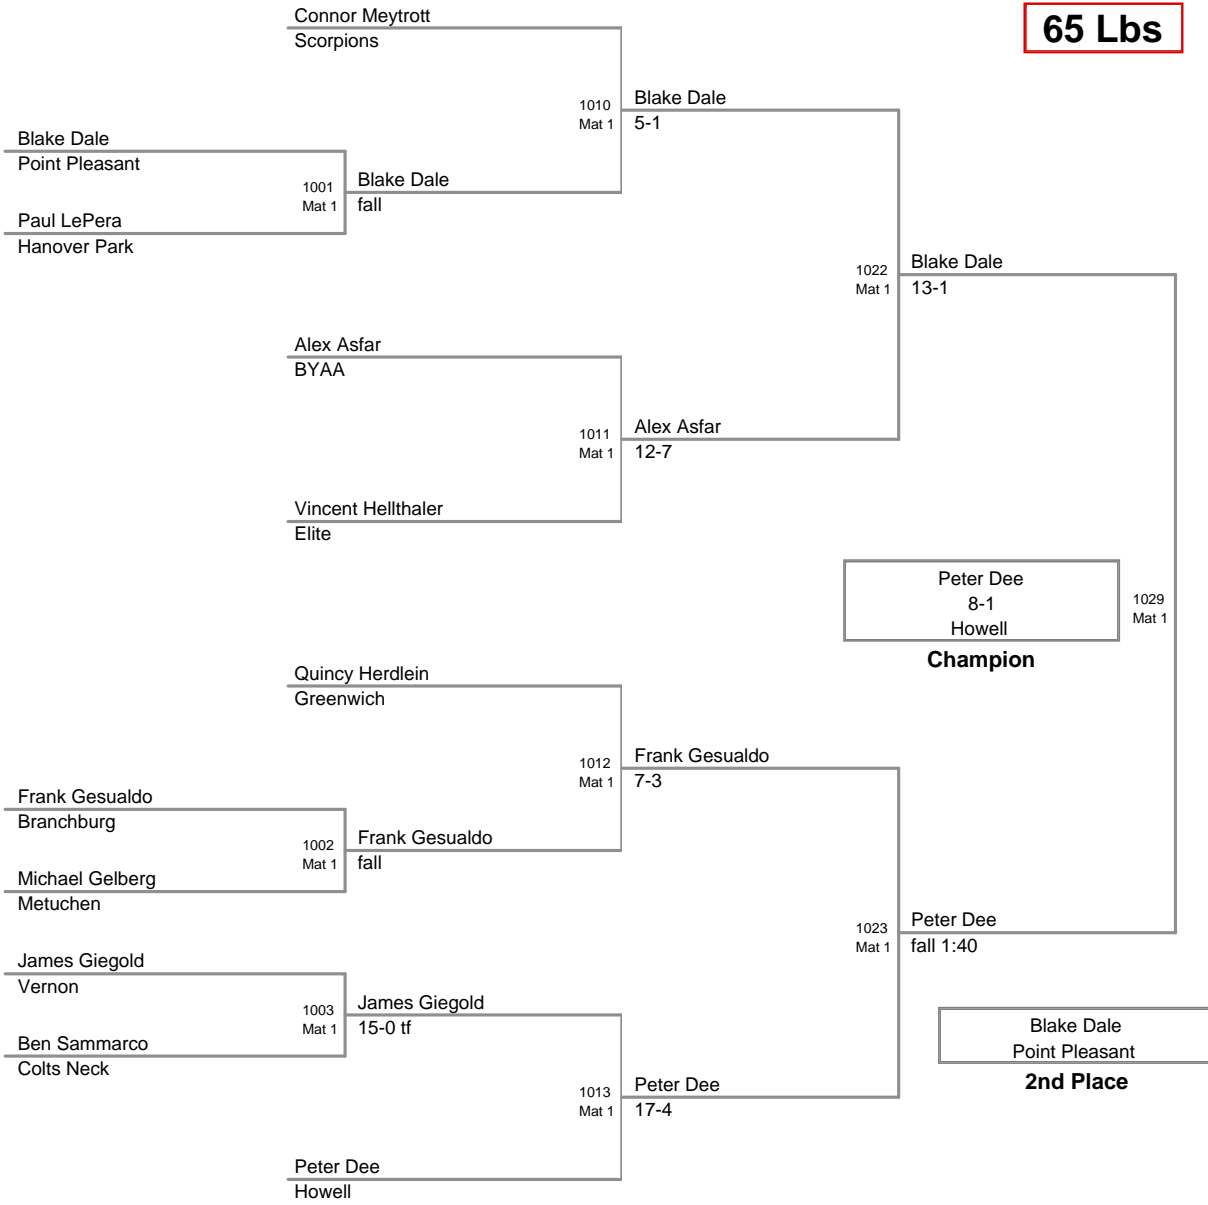 Connor Meytrott
Scorpions
65 Lbs
1010
Mat 1
Blake Dale
5-1
Blake Dale
Point Pleasant
1001
Mat 1
Blake Dale
fall
Paul LePera
Hanover Park
1022
Mat 1
Blake Dale
13-1
Alex Asfar
BYAA
1011
Mat 1
Alex Asfar
12-7
Vincent Hellthaler
Elite
Peter Dee
8-1
Howell
Champion
1029
Mat 1
Quincy Herdlein
Greenwich
1012
Mat 1
Frank Gesualdo
7-3
Frank Gesualdo
Branchburg
1002
Mat 1
Frank Gesualdo
fall
Michael Gelberg
Metuchen
1023
Mat 1
Peter Dee
fall 1:40
James Giegold
Vernon
1003
Mat 1
James Giegold
15-0 tf
Ben Sammarco
Colts Neck
Blake Dale
Point Pleasant
2nd Place
1013
Mat 1
Peter Dee
17-4
Peter Dee
Howell